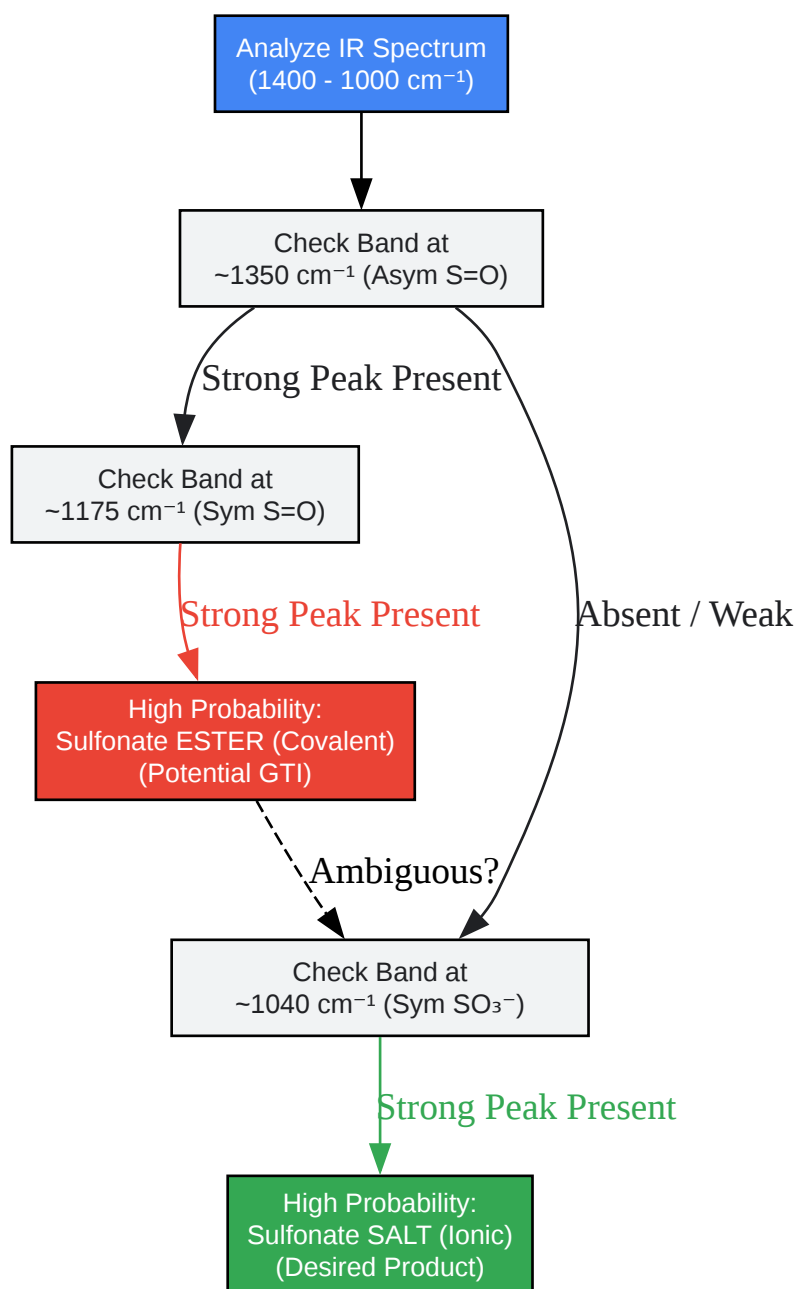 Analyze IR Spectrum
(1400 - 1000 cm⁻¹)
Check Band at
~1350 cm⁻¹ (Asym S=O)
Strong Peak Present
Check Band at
~1175 cm⁻¹ (Sym S=O)
Strong Peak Present
Absent / Weak
High Probability:
Sulfonate ESTER (Covalent)
(Potential GTI)
Ambiguous?
Check Band at
~1040 cm⁻¹ (Sym SO₃⁻)
Strong Peak Present
High Probability:
Sulfonate SALT (Ionic)
(Desired Product)